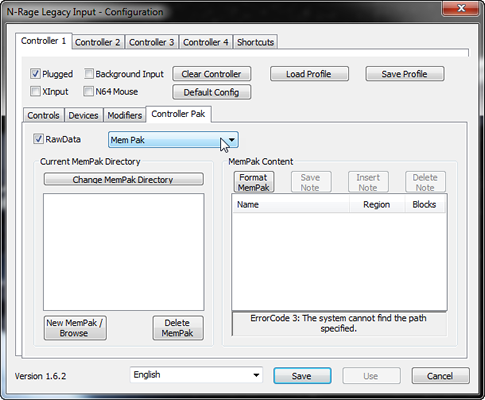 N-Rage Legacy Input - Configuration
Controller 1 Controller 2 Controller 3 Controller 4 Shortcuts
Plugged Background Input Clear Controller Load Profile Save Profile
XInput N64 Mouse Default Config
Controls Devices Modifiers Controller Pak
RawData Mem Pak
Current MemPak Directory
Change MemPak Directory
New MemPak /
Browse
Delete
MemPak
MemPak Content
Format
MemPak
Save
Note
Insert
Note
Delete
Note
Name Region Blocks
ErrorCode 3: The system cannot find the path
specified.
Version 1.6.2 English Save Use Cancel